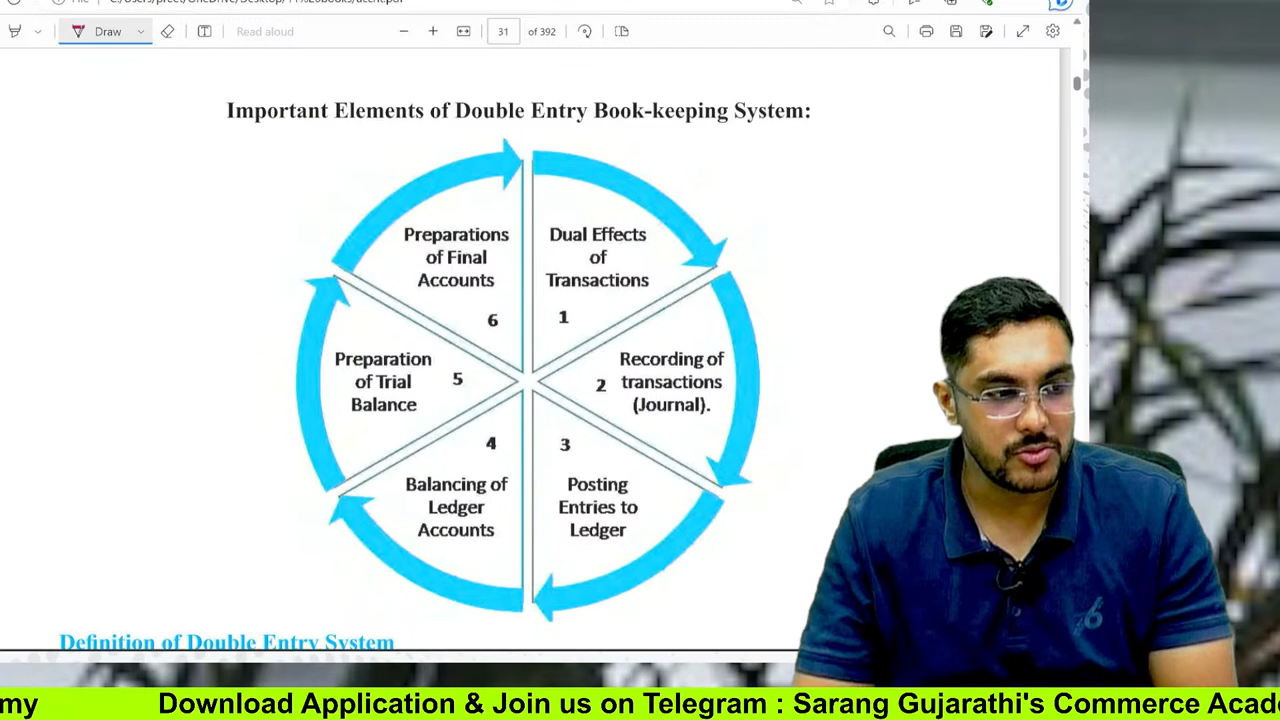 Draw
Read aloud
31
of 392
Important Elements of Double Entry Book-keeping System:
Preparations
of Final
Accounts
6
Dual Effects
of
Transactions
1
Preparation
of Trial
Balance
5
2
Recording of
transactions
(Journal).
4
Balancing of
Ledger
Accounts
3
Posting
Entries to
Ledger
Definition of Double Entry System
my Download Application & Join us on Telegram : Sarang Gujarathi's Commerce Acad